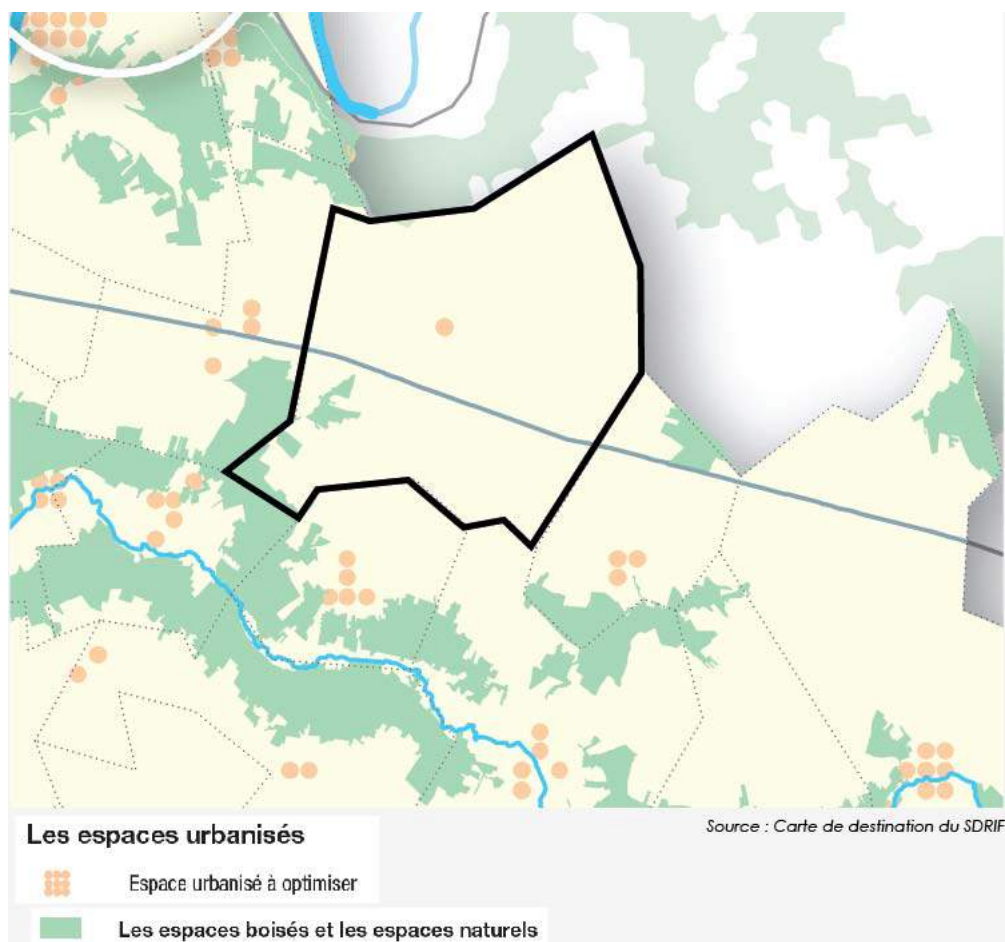 Les espaces urbanisés
Source : Carte de destination du SDRIF
Espace urbanisé à optimiser
Les espaces boisés et les espaces naturels